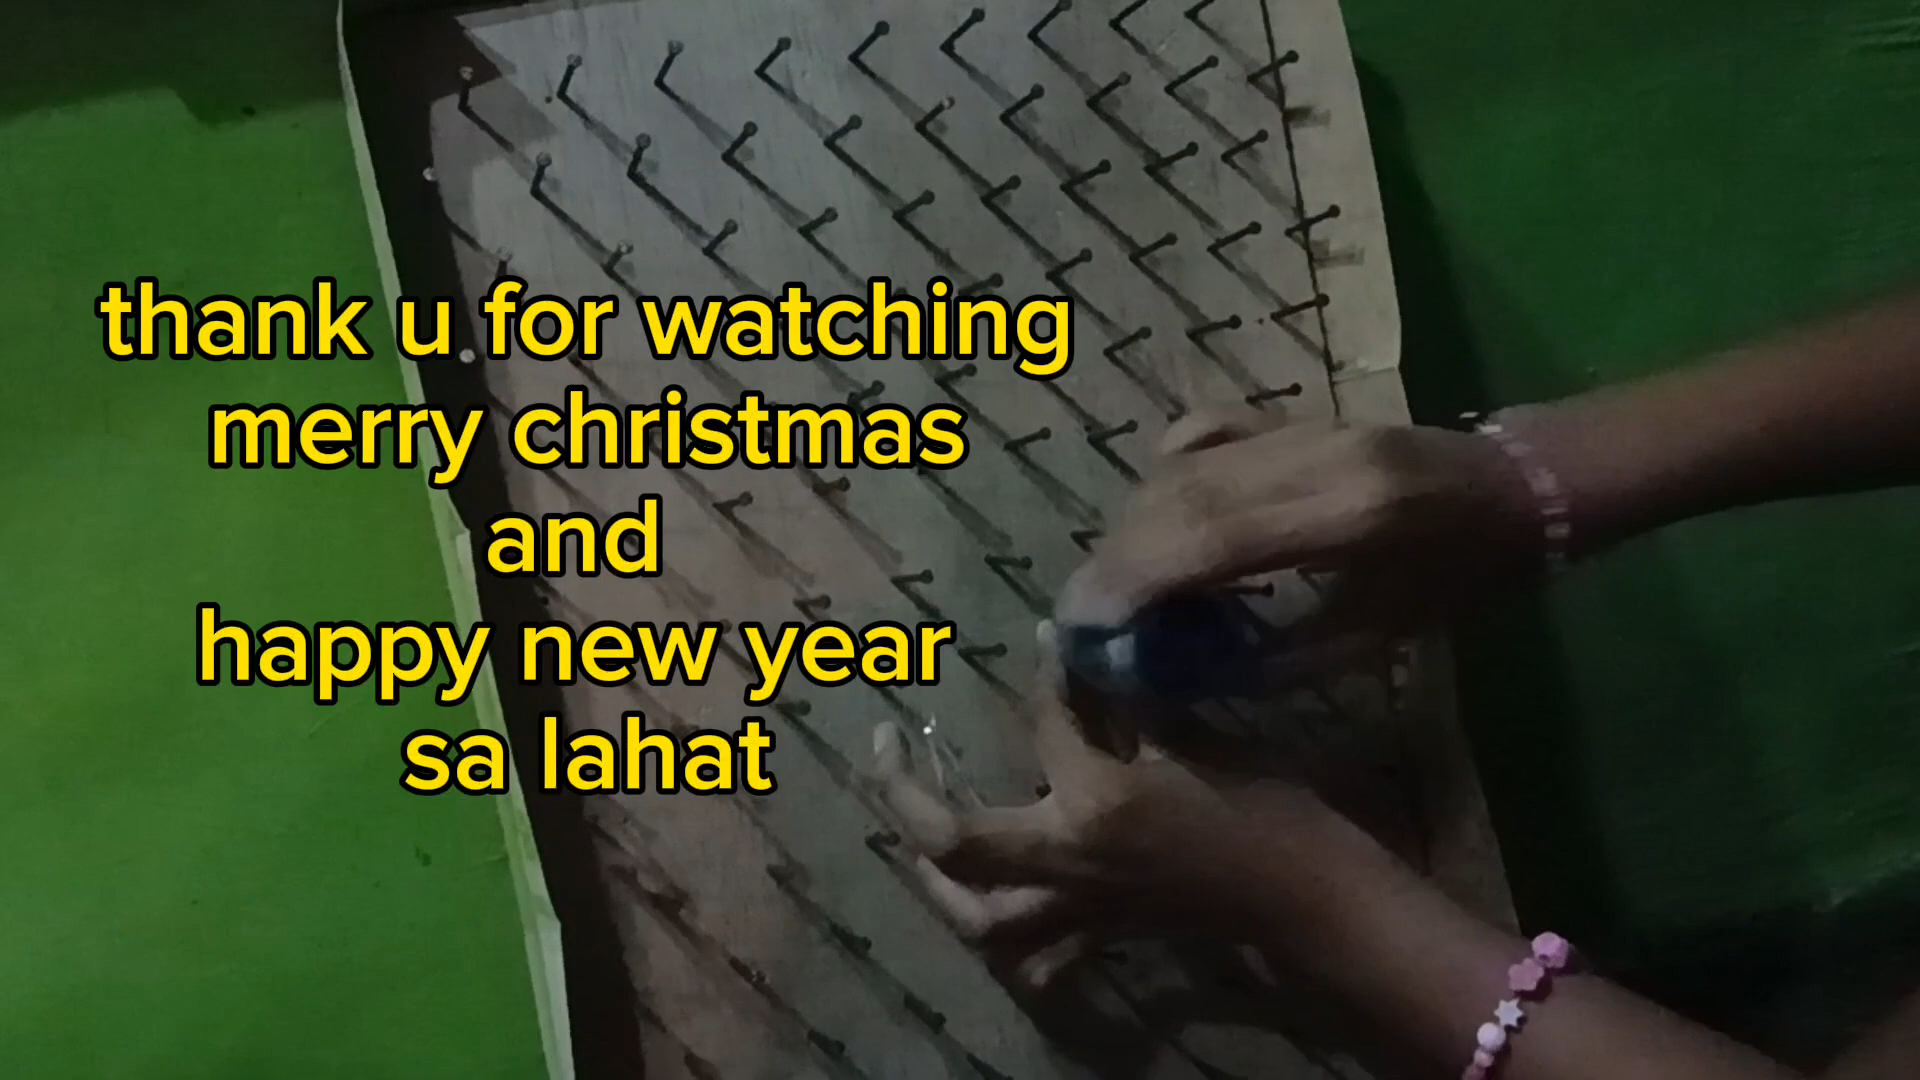 thank u for watching
merry christmas
and
happy new year
sa lahat